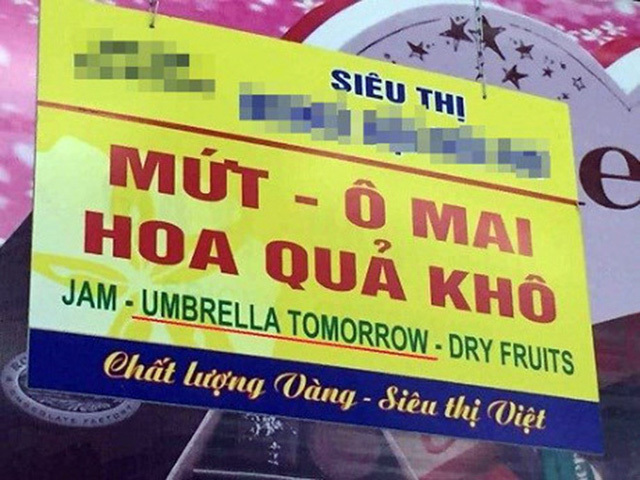 SIÊU THỊ
MỨT - Ô MAI
HOA QUẢ KHÔ
JAM - UMBRELLA TOMORROW - DRY FRUITS
Chất lượng Vàng - Siêu thị Việt